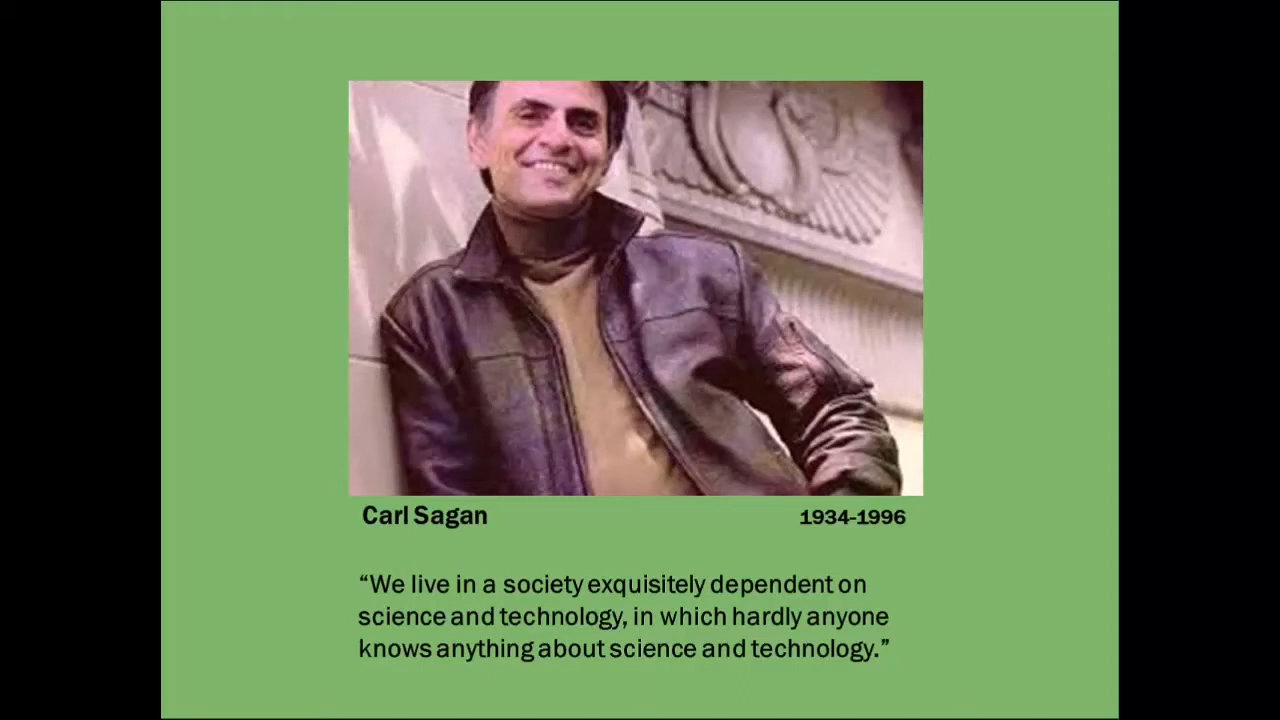 Carl Sagan 1934-1996
“We live in a society exquisitely dependent on
science and technology, in which hardly anyone
knows anything about science and technology.”